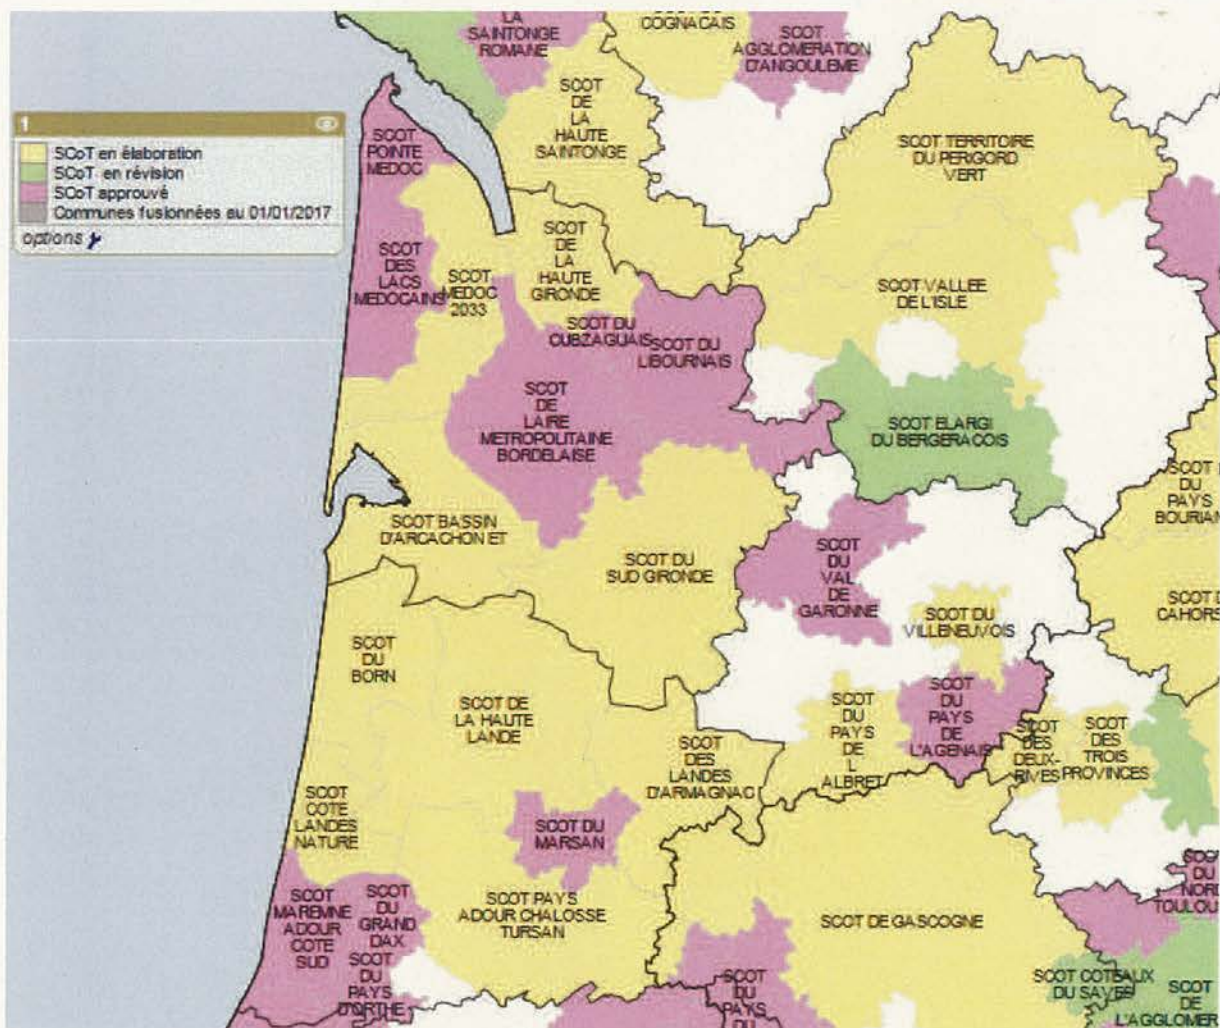 1
SCoT en élaboration
SCoT en révision
SCoT approuvé
Communes fusionnées au 01/01/2017
options
LA
SAINTONGE
ROMANE
COGNACAIS
SCOT
AGGLOMERATION
D'ANGOULEME
SCOT
DE
LA
HAUTE
SAINTONGE
SCOT
POINTE
MEDOC
SCOT TERRITOIRE
DU PERIGORD
VERT
SCOT
DES
LACS
MEDOCAINS
SCOT
MEDOC
2033
SCOT
DE
LA
HAUTE
GIRONDE
SCOT VALLEE
DE L'ISLE
SCOT DU
CUBZAGUAIS
SCOT DU
LIBOURNAIS
SCOT
DE
LAIRE
METROPOLITAINE
BORDELAISE
SCOT ELARGI
DU BERGERACOIS
SCOT
DU
PAYS
BOURIAN
SCOT BASSIN
D'ARCACHON ET
SCOT DU
SUD GIRONDE
SCOT
DU
VAL
DE
GARONNE
SCOT DU
VILLENEUVOIS
SCOT D
CAHORS
SCOT
DU
BORN
SCOT DE
LA HAUTE
LANDE
SCOT
DES
LANDES
D'ARMAGNAC
SCOT
DU
PAYS
DE
L
ALBRET
SCOT
DU
PAYS
DE
L'AGENAIS
SCOT
DES
DEUX-
RIVES
SCOT
DES
TROIS
PROVINCES
SCOT
COTE
LANDES
NATURE
SCOT DU
MARSAN
SCOT
MAREMNE
ADOUR
COTE
SUD
SCOT
DU
GRAND
DAX
SCOT
DU
PAYS
D'ORTHE
SCOT PAYS
ADOUR CHALOSSE
TURSAN
SCOT DE GASCOGNE
SCOT
DU
NORD
TOULOUS
SCOT
DU
PAYS
DU
SCOT COTEAUX
DU SAVES
SCOT
DE
L'AGGLOMER